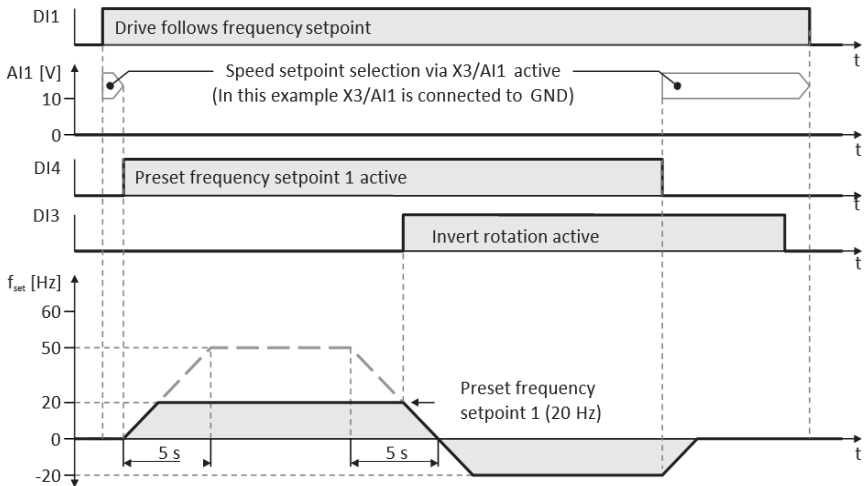 DI1
Drive follows frequency setpoint
t
AI1 [V]
Speed setpoint selection via X3/AI1 active
(In this example X3/AI1 is connected to GND)
10
0
t
DI4
Preset frequency setpoint 1 active
t
DI3
Invert rotation active
t
fset [Hz]
60
50
20
Preset frequency
setpoint 1 (20 Hz)
0
5 s
5 s
t
-20